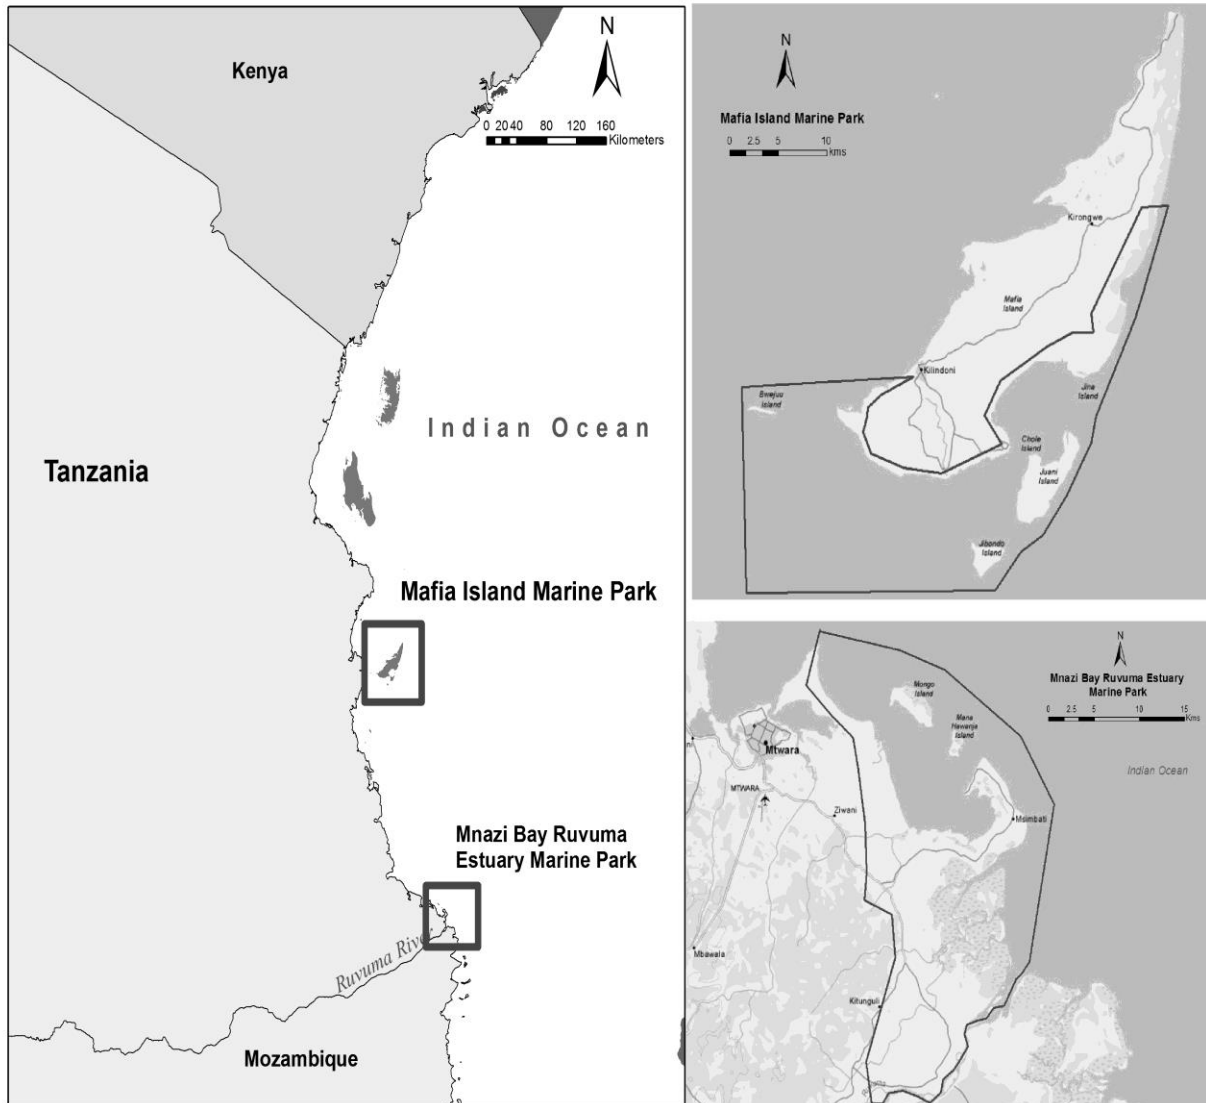 Kenya
N
0 20 40 80 120 160
Kilometers
Indian Ocean
Tanzania
Mafia Island Marine Park
Mnazi Bay Ruvuma
Estuary Marine Park
Ruvuma River
Mozambique
N
Mafia Island Marine Park
0 2.5 5 10
kms
Kirongwe
Mafia
Island
Kilindoni
Bwejuu
Island
Jina
Island
Chole
Island
Juani
Island
Jibondo
Island
N
Mnazi Bay Ruvuma Estuary
Marine Park
0 2.5 5 10 15
Kms
Mongo
Island
Mana
Hawanja
Island
Indian Ocean
Mtwara
MTWARA
Ziwani
Msimbati
Mbawala
Kitunguli